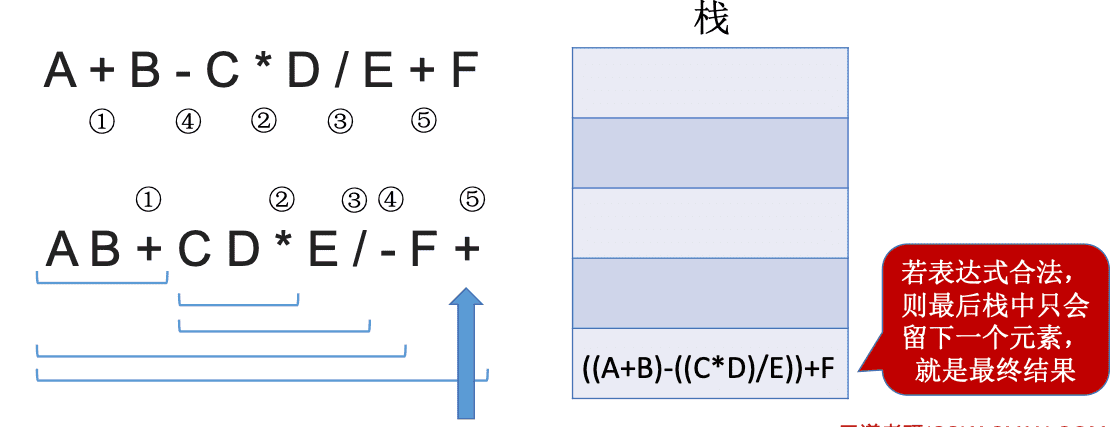 栈
A + B - C * D / E + F
① ④ ② ③ ⑤
① ② ③ ④ ⑤
A B + C D * E / - F +
((A+B)-((C*D)/E))+F
若表达式合法，
则最后栈中只会
留下一个元素，
就是最终结果